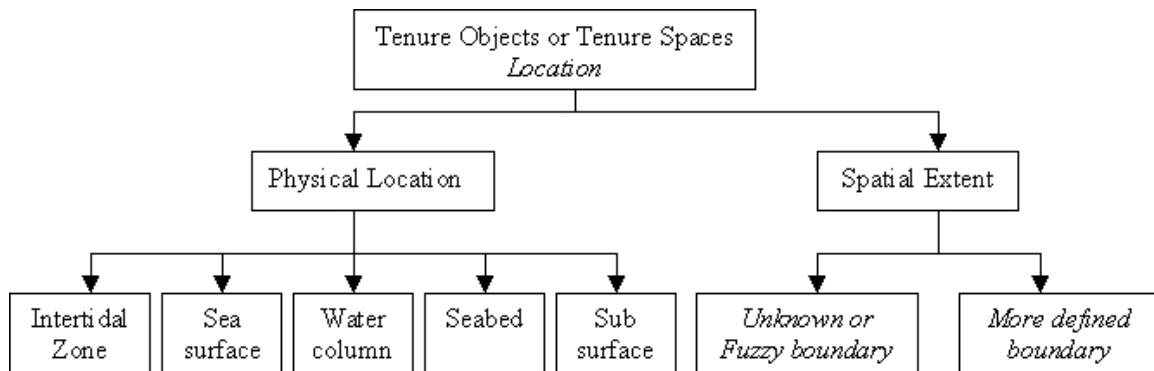 Tenure Objects or Tenure Spaces
Location
Physical Location
Spatial Extent
Intertidal
Zone
Sea
surface
Water
column
Seabed
Sub
surface
Unknown or
Fuzzy boundary
More defined
boundary